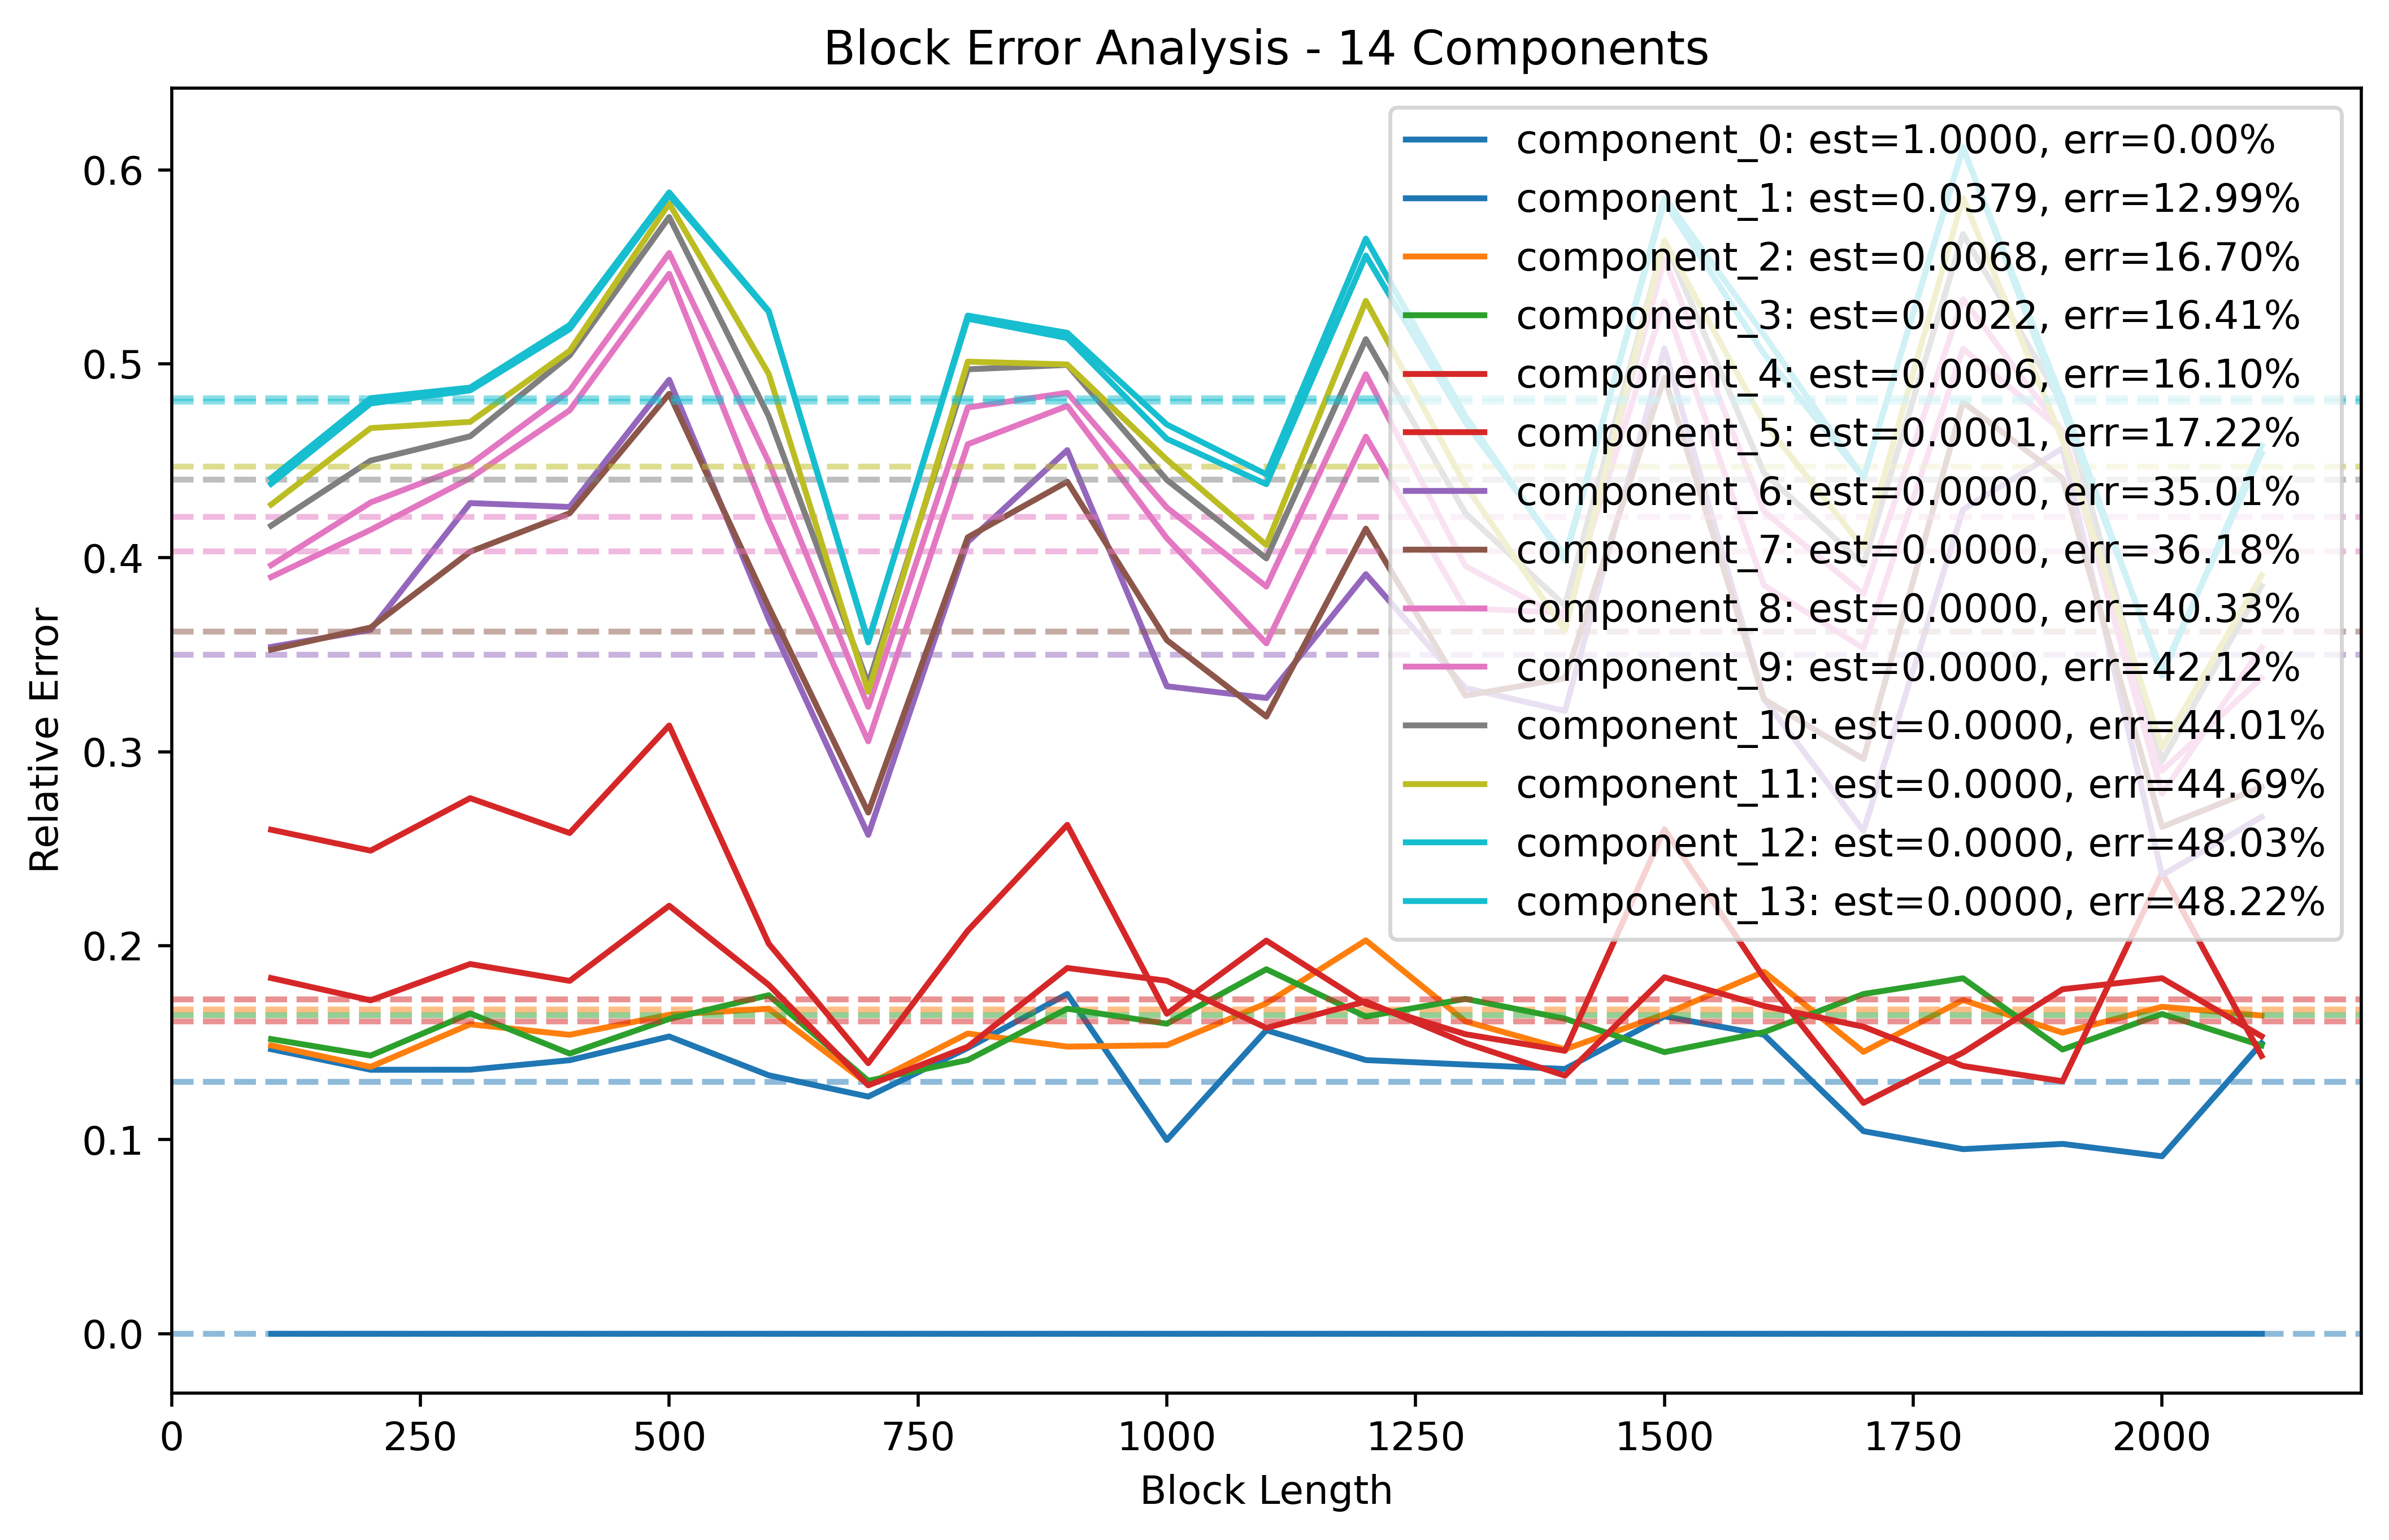 Block Error Analysis - 14 Components
component_0: est=1.0000, err=0.00%
component_1: est=0.0379, err=12.99%
component_2: est=0.0068, err=16.70%
component_3: est=0.0022, err=16.41%
component_4: est=0.0006, err=16.10%
component_5: est=0.0001, err=17.22%
component_6: est=0.0000, err=35.01%
component_7: est=0.0000, err=36.18%
component_8: est=0.0000, err=40.33%
component_9: est=0.0000, err=42.12%
component_10: est=0.0000, err=44.01%
component_11: est=0.0000, err=44.69%
component_12: est=0.0000, err=48.03%
component_13: est=0.0000, err=48.22%
Relative Error
0.6
0.5
0.4
0.3
0.2
0.1
0.0
0 250 500 750 1000 1250 1500 1750 2000
Block Length